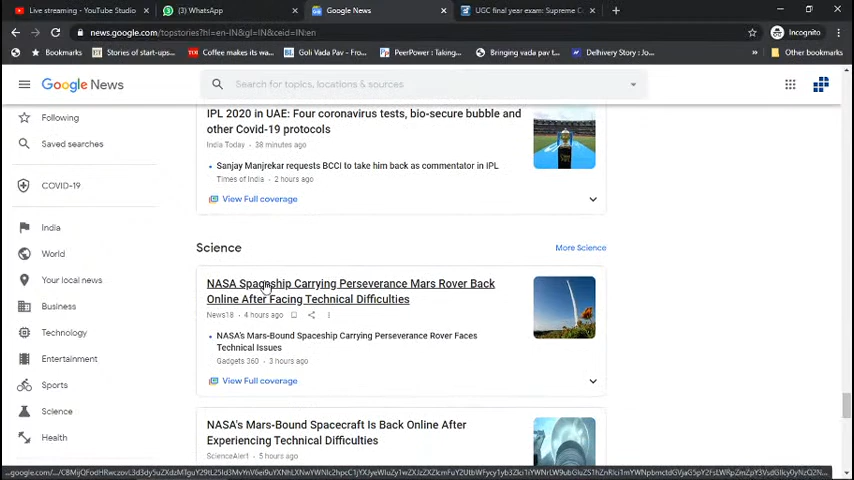 Live streaming - YouTube Studio
(3) WhatsApp
Google News
UGC final year exam: Supreme C
news.google.com/topstories?hl=en-IN&gl=IN&ceid=IN:en
Incognito
Bookmarks
Stories of start-ups...
Coffee makes its wa...
Goli Vada Pav – Fro...
PeerPower : Taking...
Bringing vada pav t...
Delhivery Story : Jo...
Other bookmarks
Google News
Search for topics, locations & sources
Following
Saved searches
COVID-19
India
World
Your local news
Business
Technology
Entertainment
Sports
Science
Health
IPL 2020 in UAE: Four coronavirus tests, bio-secure bubble and
other Covid-19 protocols
India Today • 38 minutes ago
Sanjay Manjrekar requests BCCI to take him back as commentator in IPL
Times of India • 2 hours ago
View Full coverage
Science
More Science
NASA Spaceship Carrying Perseverance Mars Rover Back
Online After Facing Technical Difficulties
News18 • 4 hours ago
NASA's Mars-Bound Spaceship Carrying Perseverance Rover Faces
Technical Issues
Gadgets 360 • 3 hours ago
View Full coverage
NASA's Mars-Bound Spacecraft Is Back Online After
Experiencing Technical Difficulties
ScienceAlert • 5 hours ago